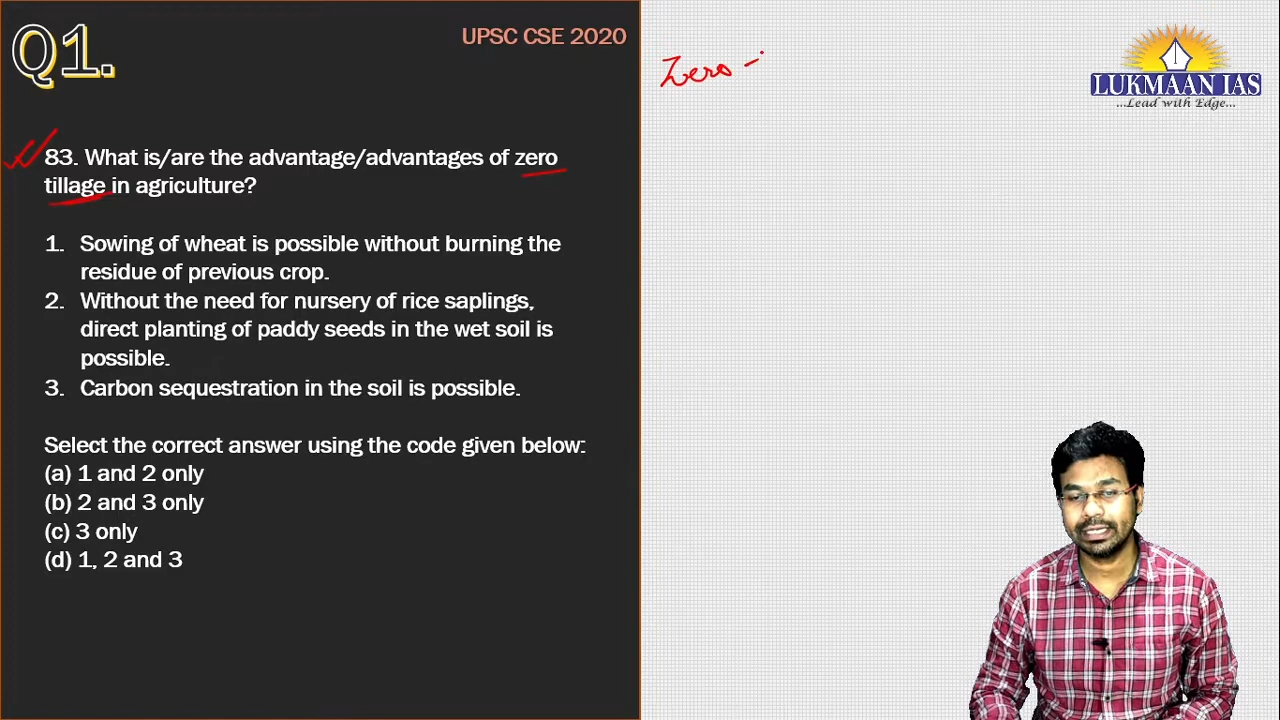 Q1.
UPSC CSE 2020
Zero -
LUKMAAN IAS
...Lead with Edge...
83. What is/are the advantage/advantages of zero
tillage in agriculture?
1. Sowing of wheat is possible without burning the
residue of previous crop.
2. Without the need for nursery of rice saplings,
direct planting of paddy seeds in the wet soil is
possible.
3. Carbon sequestration in the soil is possible.
Select the correct answer using the code given below:
(a) 1 and 2 only
(b) 2 and 3 only
(c) 3 only
(d) 1, 2 and 3